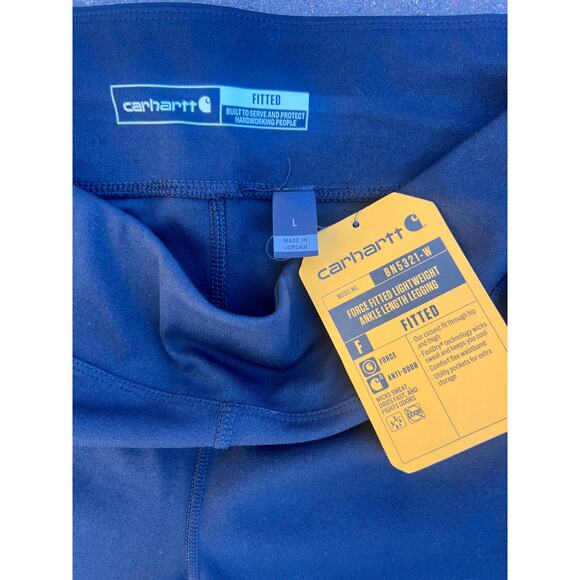 carhartt
FITTED
BUILT TO SERVE AND PROTECT
HARDWORKING PEOPLE
L
MADE IN
JORDAN
carhartt
MODEL NO.
BN5321-W
FORCE FITTED LIGHTWEIGHT
ANKLE LENGTH LEGGING
F
FITTED
FORCE
ANTI-ODOR
WICKS SWEAT,
DRIES FAST, AND
FIGHTS ODORS
- Our closest fit through hip
and thigh
- FastDry® technology wicks
sweat and keeps you cool
- Comfort flex waistband
- Utility pockets for extra
storage